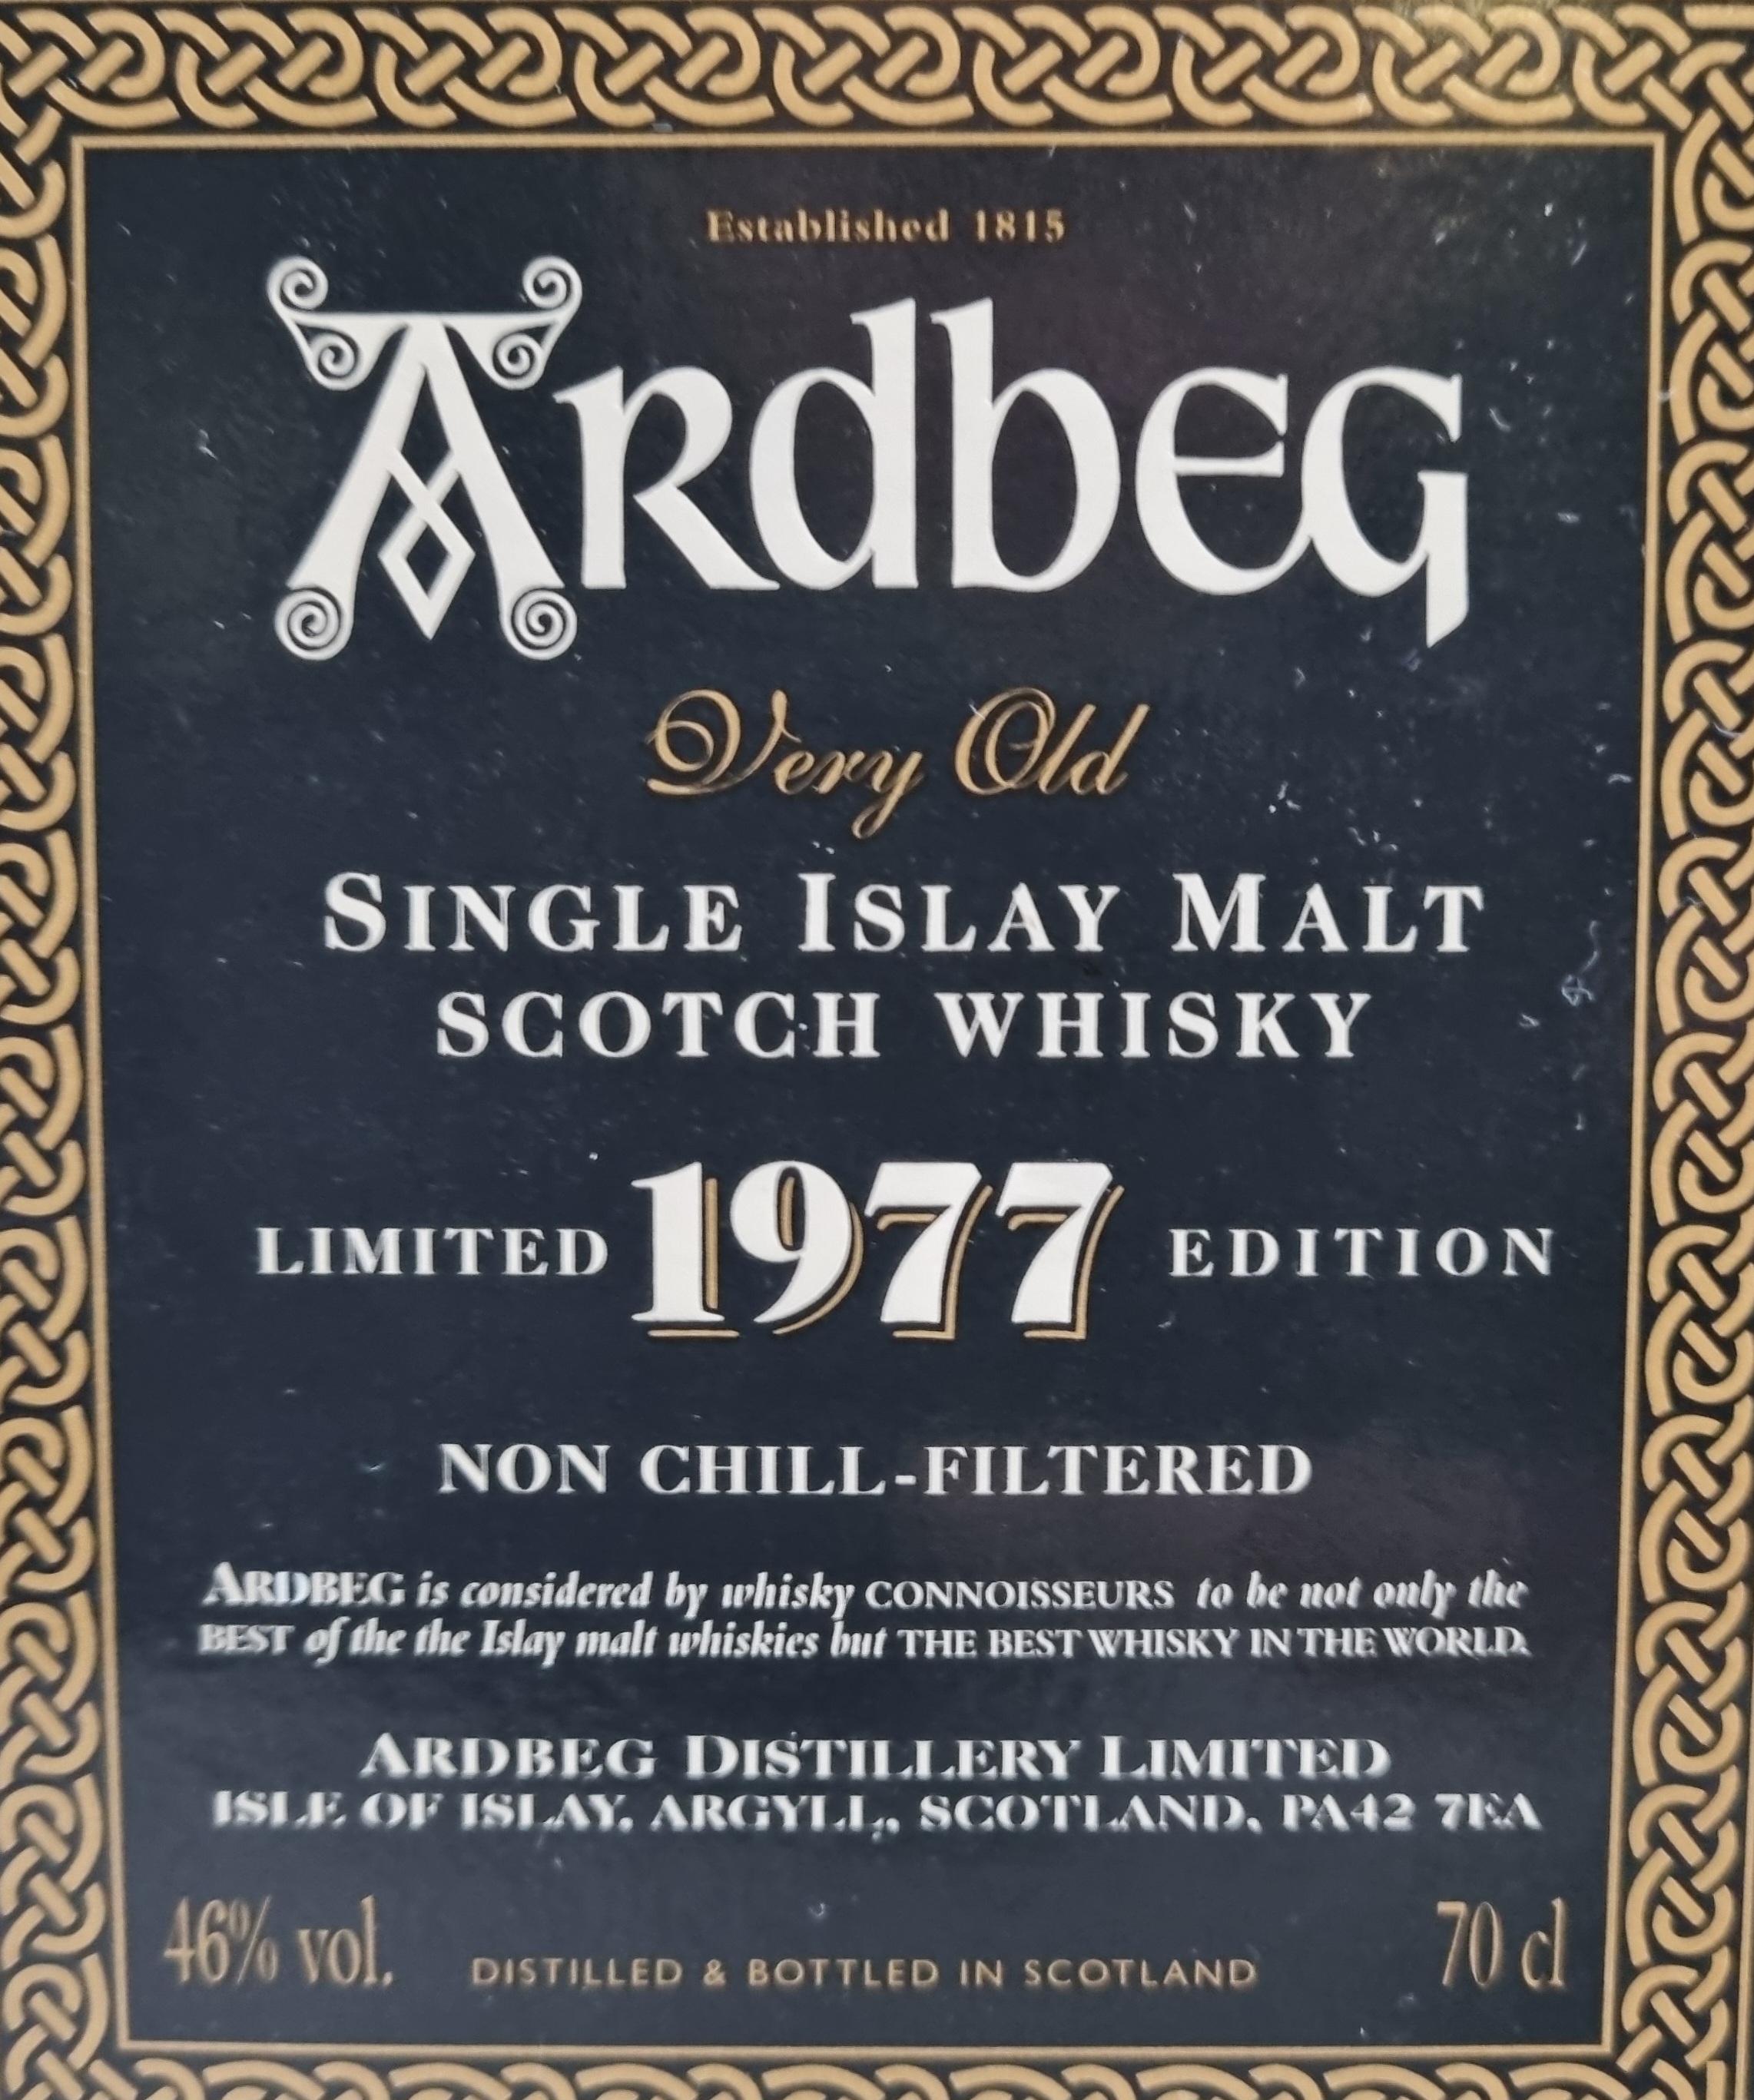 Established 1815
Ardbeg
Very Old
SINGLE ISLAY MALT
SCOTCH WHISKY
LIMITED 1977 EDITION
NON CHILL-FILTERED
ARDBEG is considered by whisky CONNOISSEURS to be not only the
BEST of the the Islay malt whiskies but THE BEST WHISKY IN THE WORLD.
ARDBEG DISTILLERY LIMITED
ISLE OF ISLAY, ARGYLL, SCOTLAND, PA42 7EA
46% vol. DISTILLED & BOTTLED IN SCOTLAND 70 cl